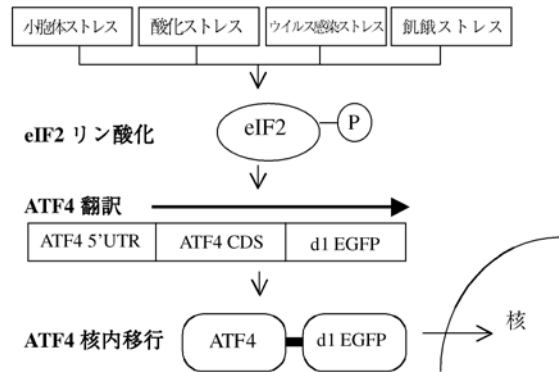 小胞体ストレス 酸化ストレス ウイルス感染ストレス 飢餓ストレス
eIF2 P
eIF2 リン酸化
ATF4 翻訳
ATF4 5'UTR ATF4 CDS d1 EGFP
核
ATF4 核内移行 ATF4 d1 EGFP